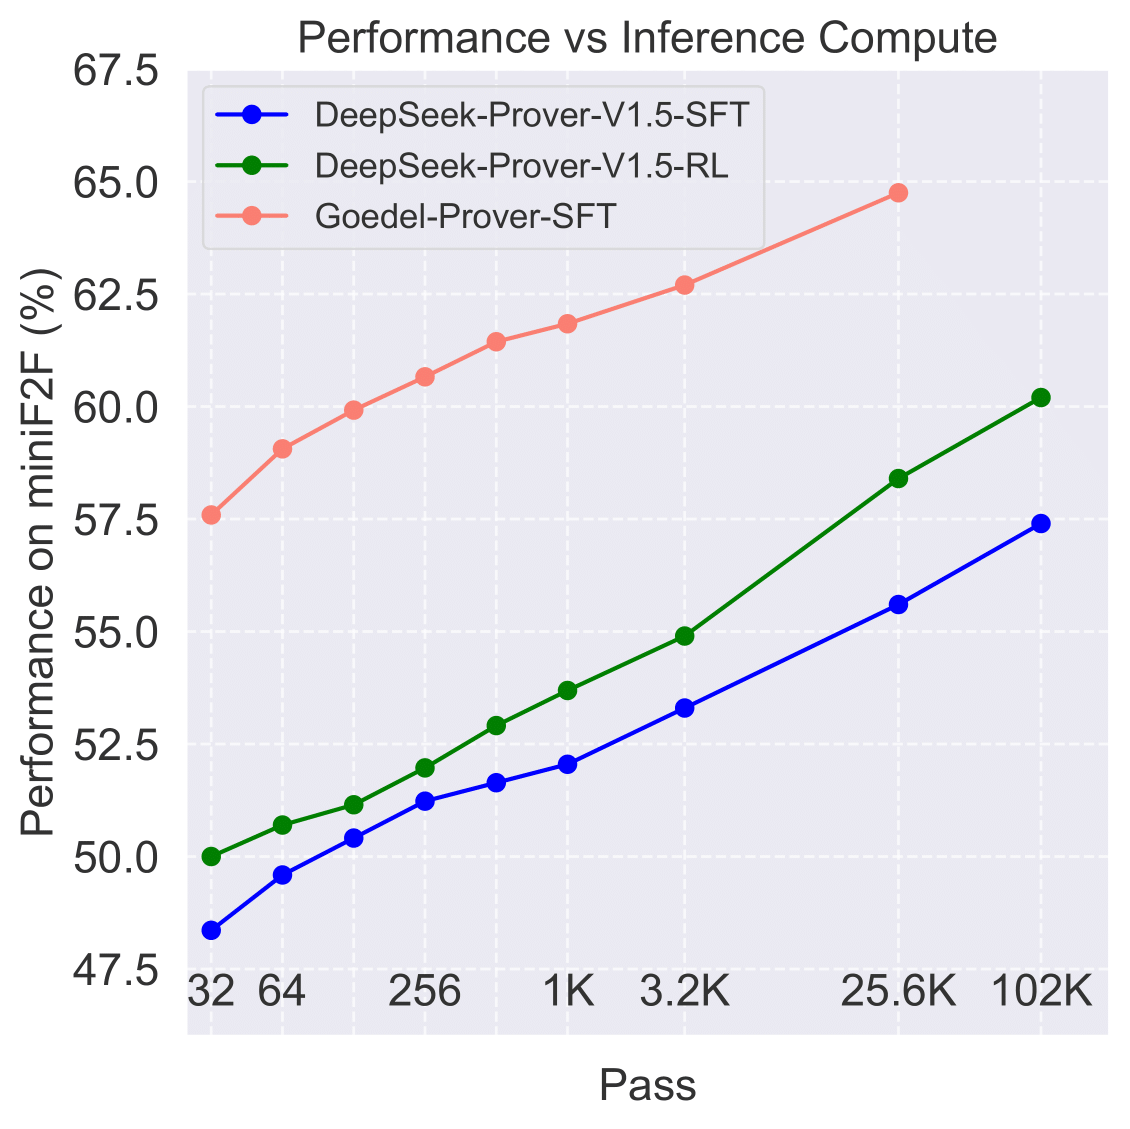 Performance vs Inference Compute
DeepSeek-Prover-V1.5-SFT
DeepSeek-Prover-V1.5-RL
Goedel-Prover-SFT
Performance on miniF2F (%)
67.5
65.0
62.5
60.0
57.5
55.0
52.5
50.0
47.5
32 64 256 1K 3.2K 25.6K 102K
Pass